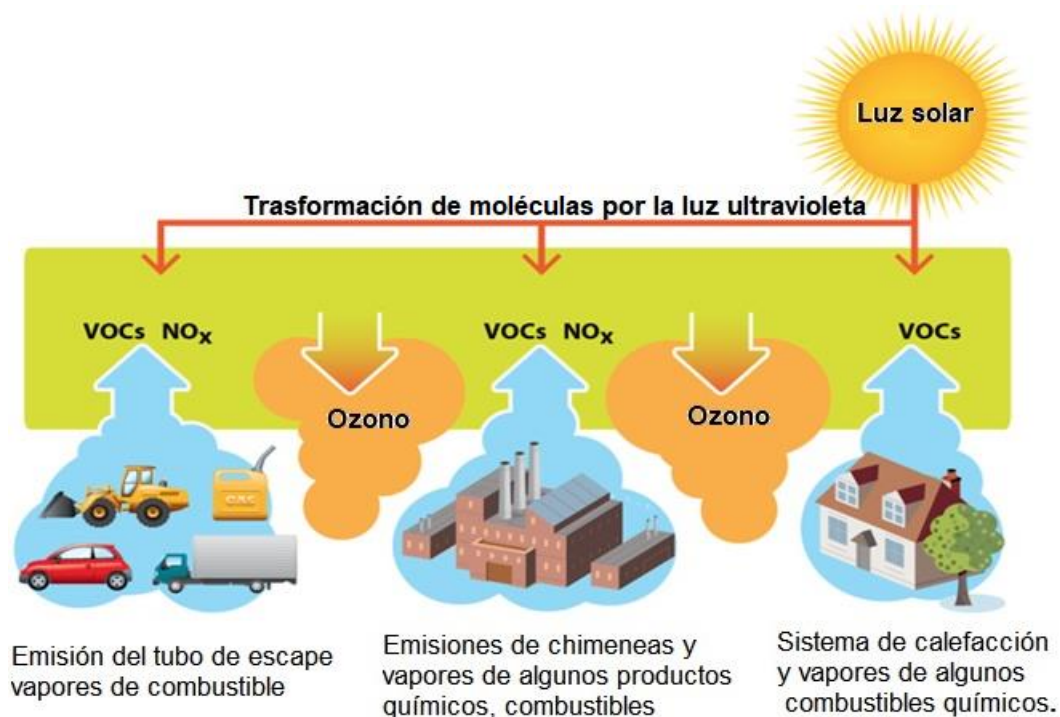 Luz solar
Trasformación de moléculas por la luz ultravioleta
VOCs NOx
VOCs NOx
VOCs
Ozono
Ozono
GAS
Emisión del tubo de escape
vapores de combustible
Emisiones de chimeneas y
vapores de algunos productos
químicos, combustibles
Sistema de calefacción
y vapores de algunos
combustibles químicos.